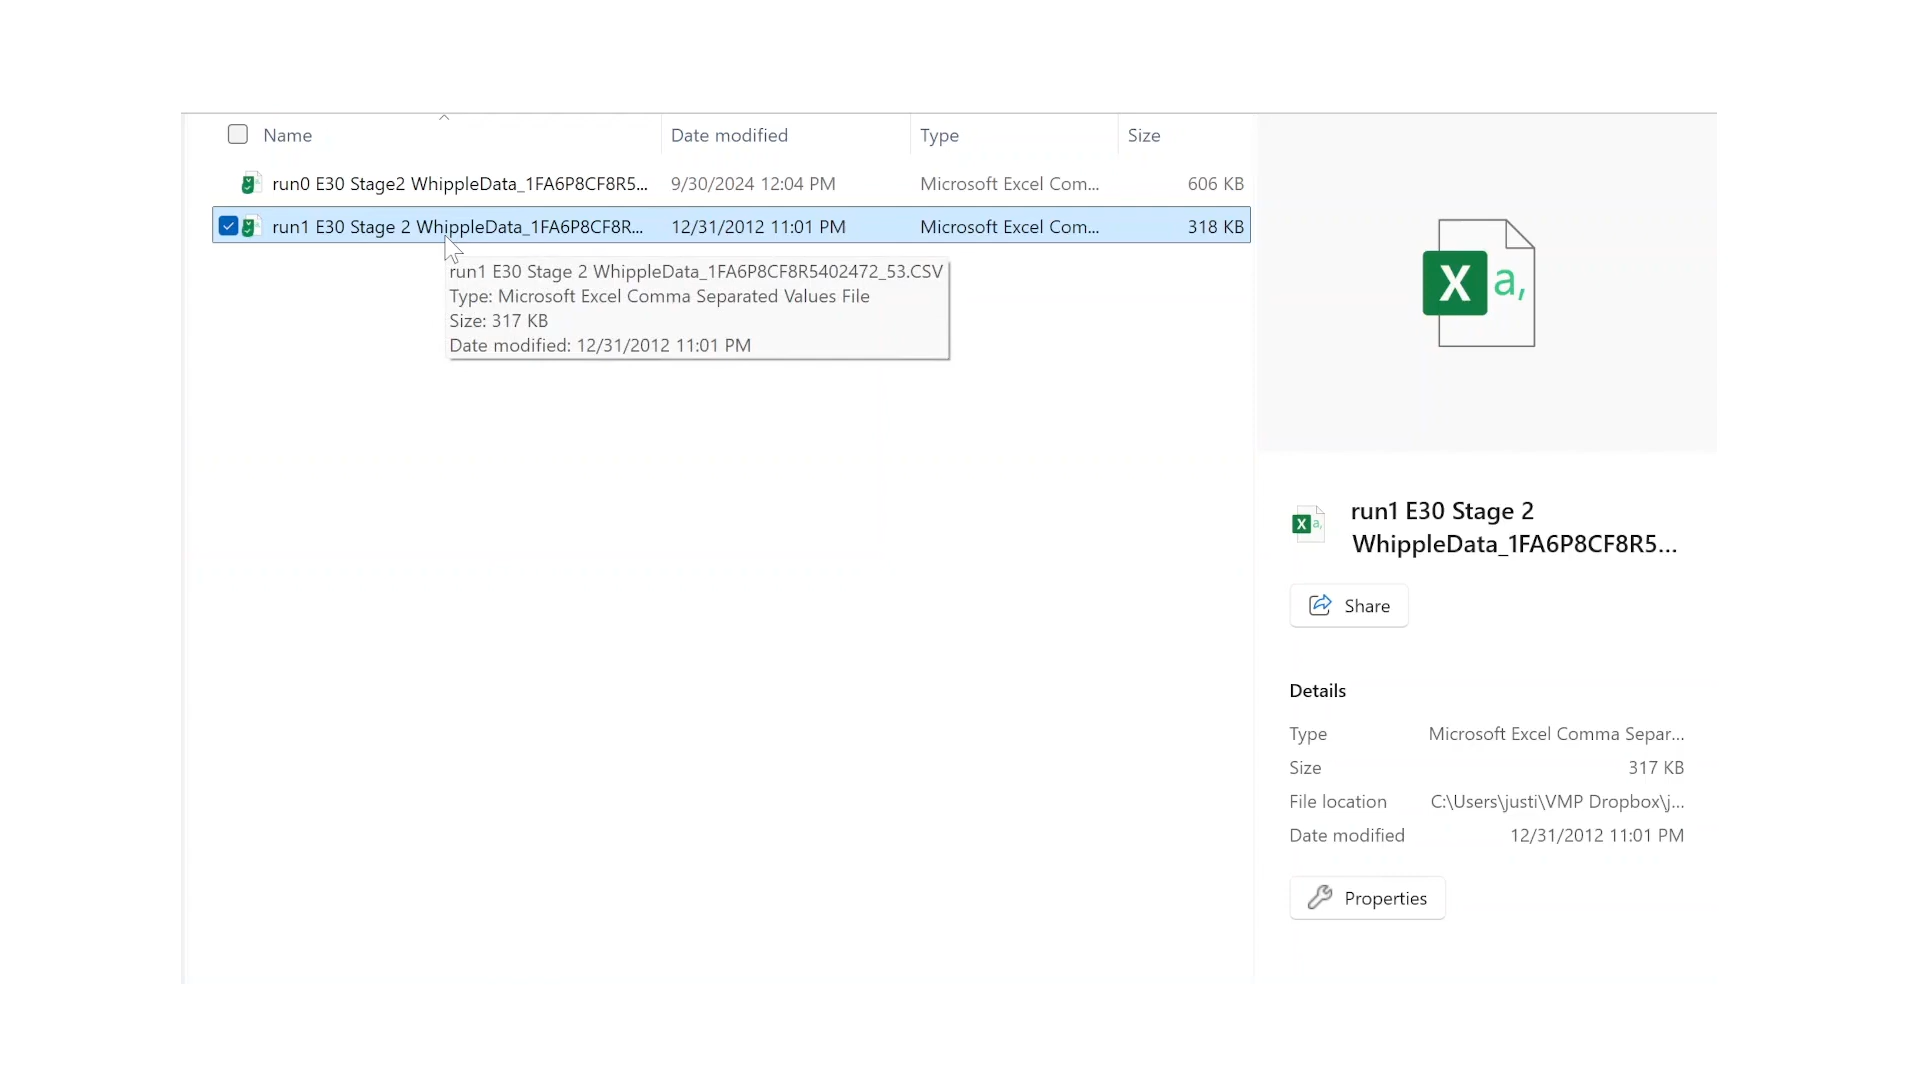 Name Date modified Type Size
run0 E30 Stage2 WhippleData_1FA6P8CF8R5... 9/30/2024 12:04 PM Microsoft Excel Com... 606 KB
run1 E30 Stage 2 WhippleData_1FA6P8CF8R... 12/31/2012 11:01 PM Microsoft Excel Com... 318 KB
run1 E30 Stage 2 WhippleData_1FA6P8CF8R5402472_53.CSV
Type: Microsoft Excel Comma Separated Values File
Size: 317 KB
Date modified: 12/31/2012 11:01 PM
X a,
X a,
run1 E30 Stage 2
WhippleData_1FA6P8CF8R5...
Share
Details
Type Microsoft Excel Comma Separ...
Size 317 KB
File location C:\Users\justi\VMP Dropbox\j...
Date modified 12/31/2012 11:01 PM
Properties